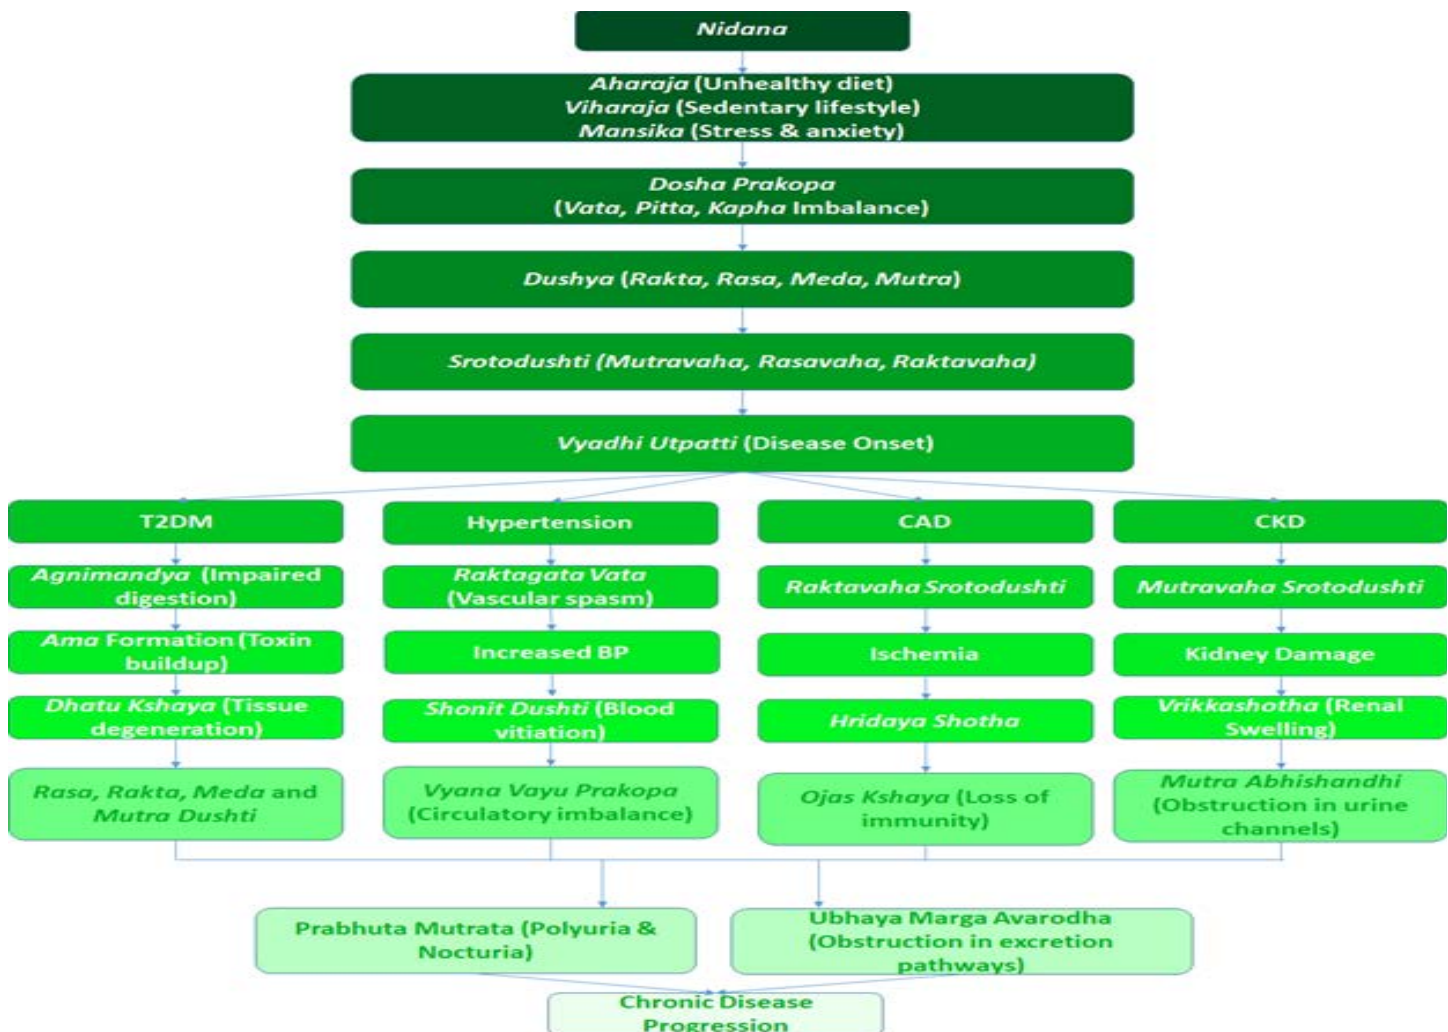 Nidana
Aharaja (Unhealthy diet)
Viharaja (Sedentary lifestyle)
Mansika (Stress & anxiety)
Dosha Prakopa
(Vata, Pitta, Kapha Imbalance)
Dushya (Rakta, Rasa, Meda, Mutra)
Srotodushti (Mutravaha, Rasavaha, Raktavaha)
Vyadhi Utpatti (Disease Onset)
T2DM
Agnimandya (Impaired
digestion)
Ama Formation (Toxin
buildup)
Dhatu Kshaya (Tissue
degeneration)
Rasa, Rakta, Meda and
Mutra Dushti
Hypertension
Raktagata Vata
(Vascular spasm)
Increased BP
Shonit Dushti (Blood
vitiation)
Vyana Vayu Prakopa
(Circulatory imbalance)
CAD
Raktavaha Srotodushti
Ischemia
Hridaya Shotha
Ojas Kshaya (Loss of
immunity)
CKD
Mutravaha Srotodushti
Kidney Damage
Vrikkashotha (Renal
Swelling)
Mutra Abhishandhi
(Obstruction in urine
channels)
Prabhuta Mutrata (Polyuria &
Nocturia)
Ubhaya Marga Avarodha
(Obstruction in excretion
pathways)
Chronic Disease
Progression